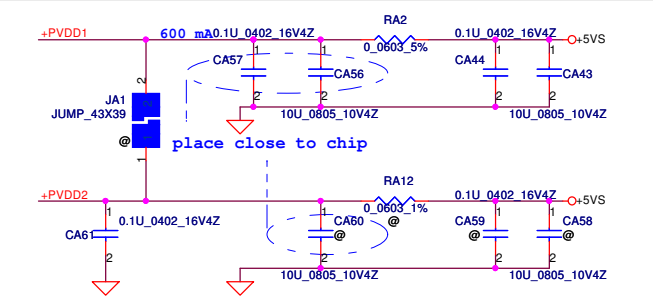 +PVDD1
600 mA
0.1U_0402_16V4Z
RA2
0_0603_5%
0.1U_0402_16V4Z
+5VS
1
CA57
1
CA56
1
CA44
1
CA43
2
2
2
2
2
JA1
JUMP_43X39
@
1
10U_0805_10V4Z
10U_0805_10V4Z
place close to chip
+PVDD2
RA12
0_0603_1%
@
0.1U_0402_16V4Z
+5VS
1
0.1U_0402_16V4Z
CA61
2
1
CA60
@
2
1
CA59
@
2
1
CA58
@
2
10U_0805_10V4Z
10U_0805_10V4Z